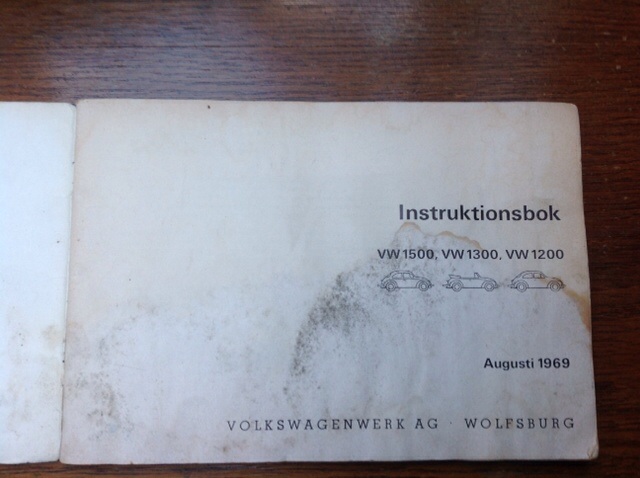 Instruktionsbok
VW 1500, VW 1300, VW 1200
Augusti 1969
VOLKSWAGENWERK AG · WOLFSBURG